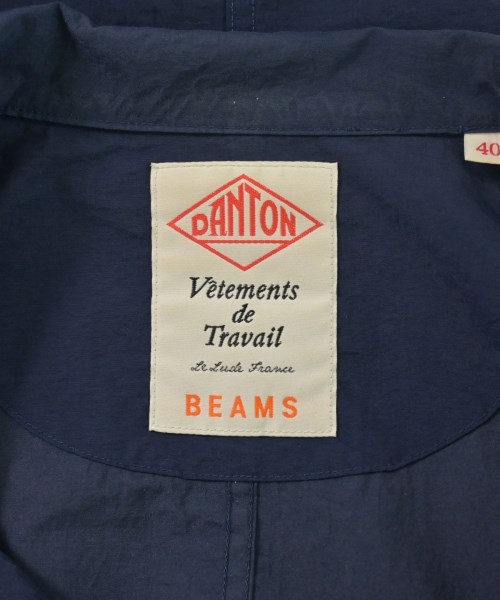 DANTON
Vêtements
de
Travail
Le Lude France
BEAMS
40